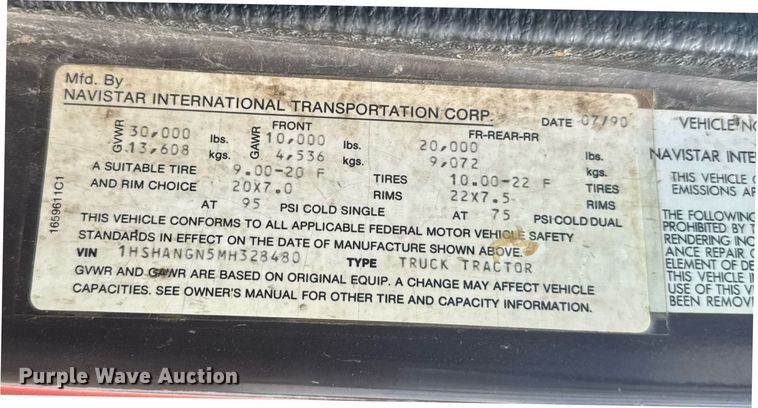 Mfd. By
NAVISTAR INTERNATIONAL TRANSPORTATION CORP. DATE 07/90
FRONT FR-REAR-RR
GVWR 30,000 lbs. GAWR 10,000 lbs. 20,000 lbs.
13,608 kgs. 4,536 kgs. 9,072 kgs.
A SUITABLE TIRE 9.00-20 F TIRES 10.00-22 F TIRES
AND RIM CHOICE 20X7.0 RIMS 22X7.5 RIMS
AT 95 PSI COLD SINGLE AT 75 PSI COLD DUAL
THIS VEHICLE CONFORMS TO ALL APPLICABLE FEDERAL MOTOR VEHICLE SAFETY
STANDARDS IN EFFECT ON THE DATE OF MANUFACTURE SHOWN ABOVE.
VIN 1HSHANGN5MH328480 TYPE TRUCK TRACTOR
GVWR AND GAWR ARE BASED ON ORIGINAL EQUIP. A CHANGE MAY AFFECT VEHICLE
CAPACITIES. SEE OWNER'S MANUAL FOR OTHER TIRE AND CAPACITY INFORMATION.
1659611C1
VEHICLE NO
NAVISTAR INTE
THIS VEHICLE
EMISSIONS
THE FOLLOWING
PROHIBITED BY
RENDERING
ANCE REPAIR
ELEMENT OF
THIS VEHICLE
USE OF THIS
BEEN
Purple Wave Auction